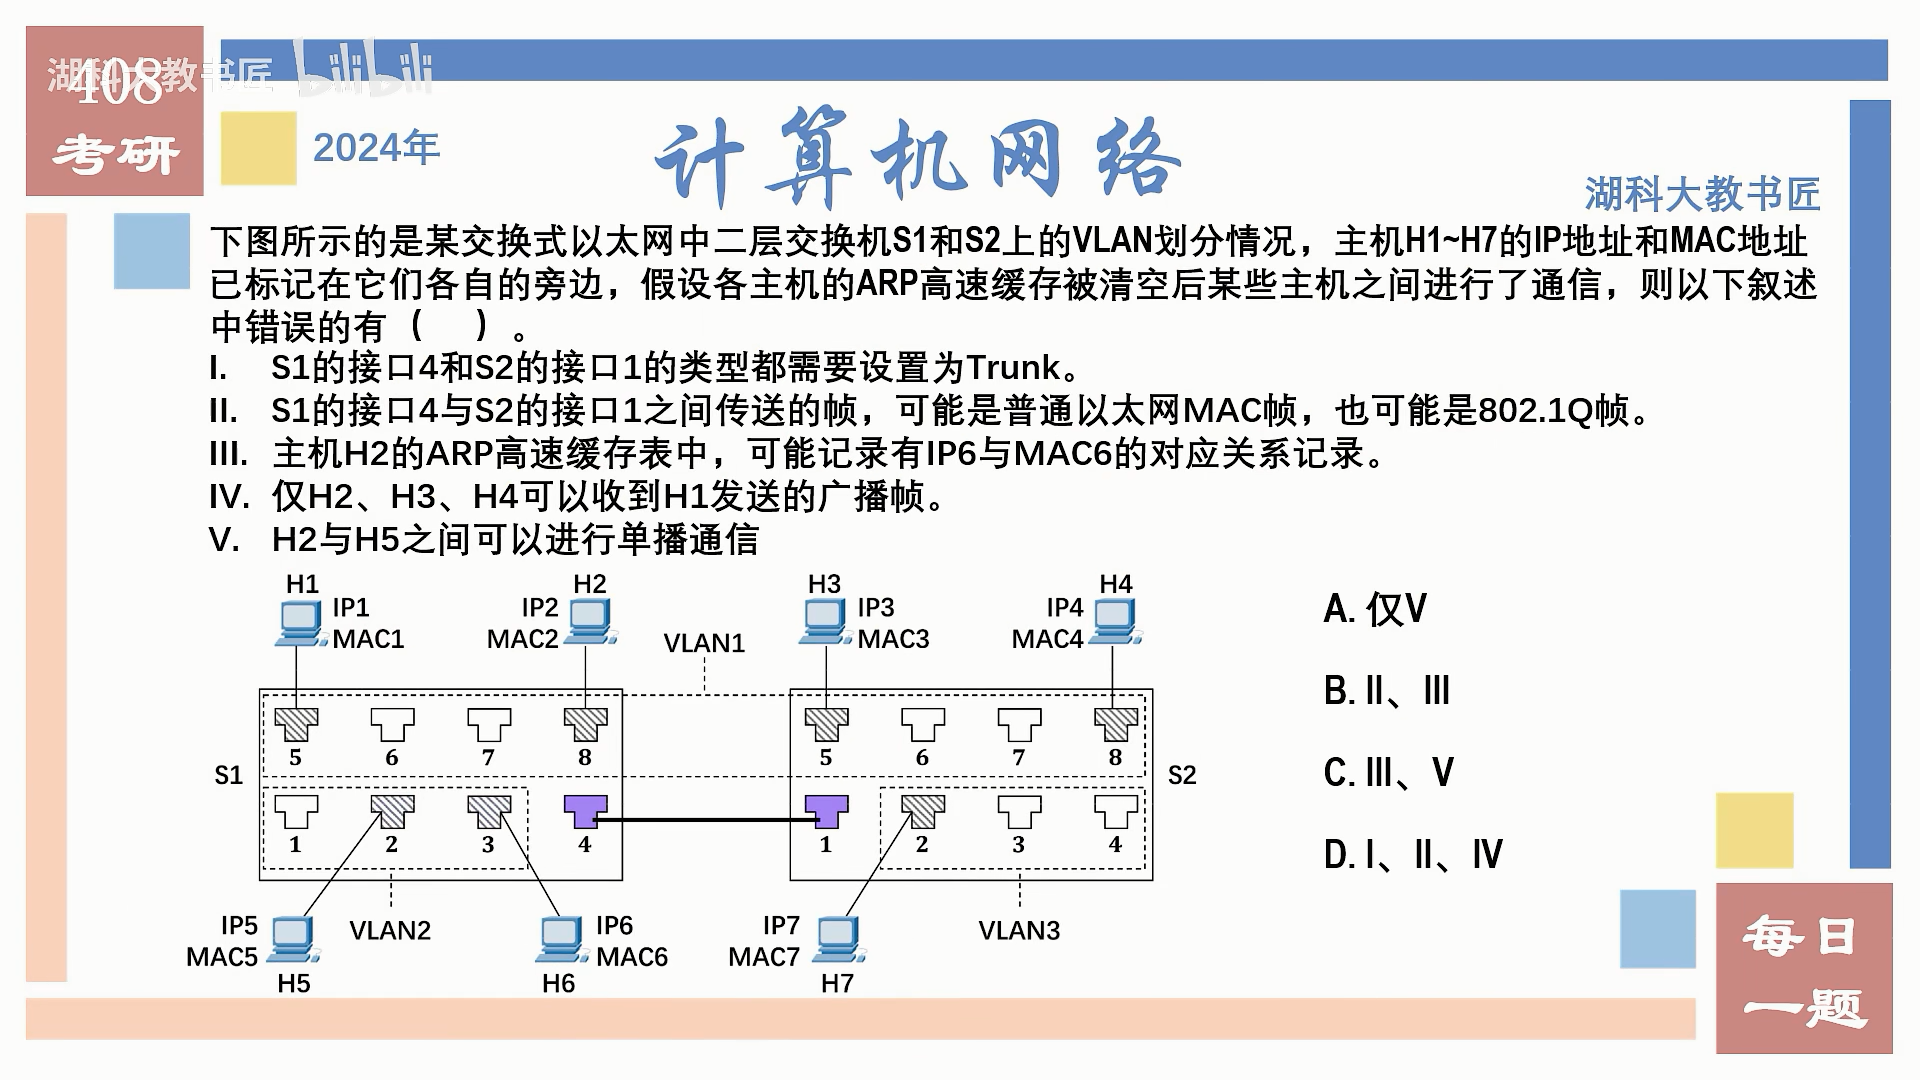 408
湖科大教书匠 bilibili
考研
2024年
计算机网络
湖科大教书匠
下图所示的是某交换式以太网中二层交换机S1和S2上的VLAN划分情况，主机H1~H7的IP地址和MAC地址
已标记在它们各自的旁边，假设各主机的ARP高速缓存被清空后某些主机之间进行了通信，则以下叙述
中错误的有（ ）。
I. S1的接口4和S2的接口1的类型都需要设置为Trunk。
II. S1的接口4与S2的接口1之间传送的帧，可能是普通以太网MAC帧，也可能是802.1Q帧。
III. 主机H2的ARP高速缓存表中，可能记录有IP6与MAC6的对应关系记录。
IV. 仅H2、H3、H4可以收到H1发送的广播帧。
V. H2与H5之间可以进行单播通信
H1 H2 H3 H4
IP1 IP2 IP3 IP4
MAC1 MAC2 MAC3 MAC4
VLAN1
5 6 7 8 5 6 7 8
S1 S2
1 2 3 4 1 2 3 4
IP5 VLAN2 IP6 IP7 VLAN3
MAC5 MAC6 MAC7
H5 H6 H7
A. 仅V
B. II、III
C. III、V
D. I、II、IV
每日
一题